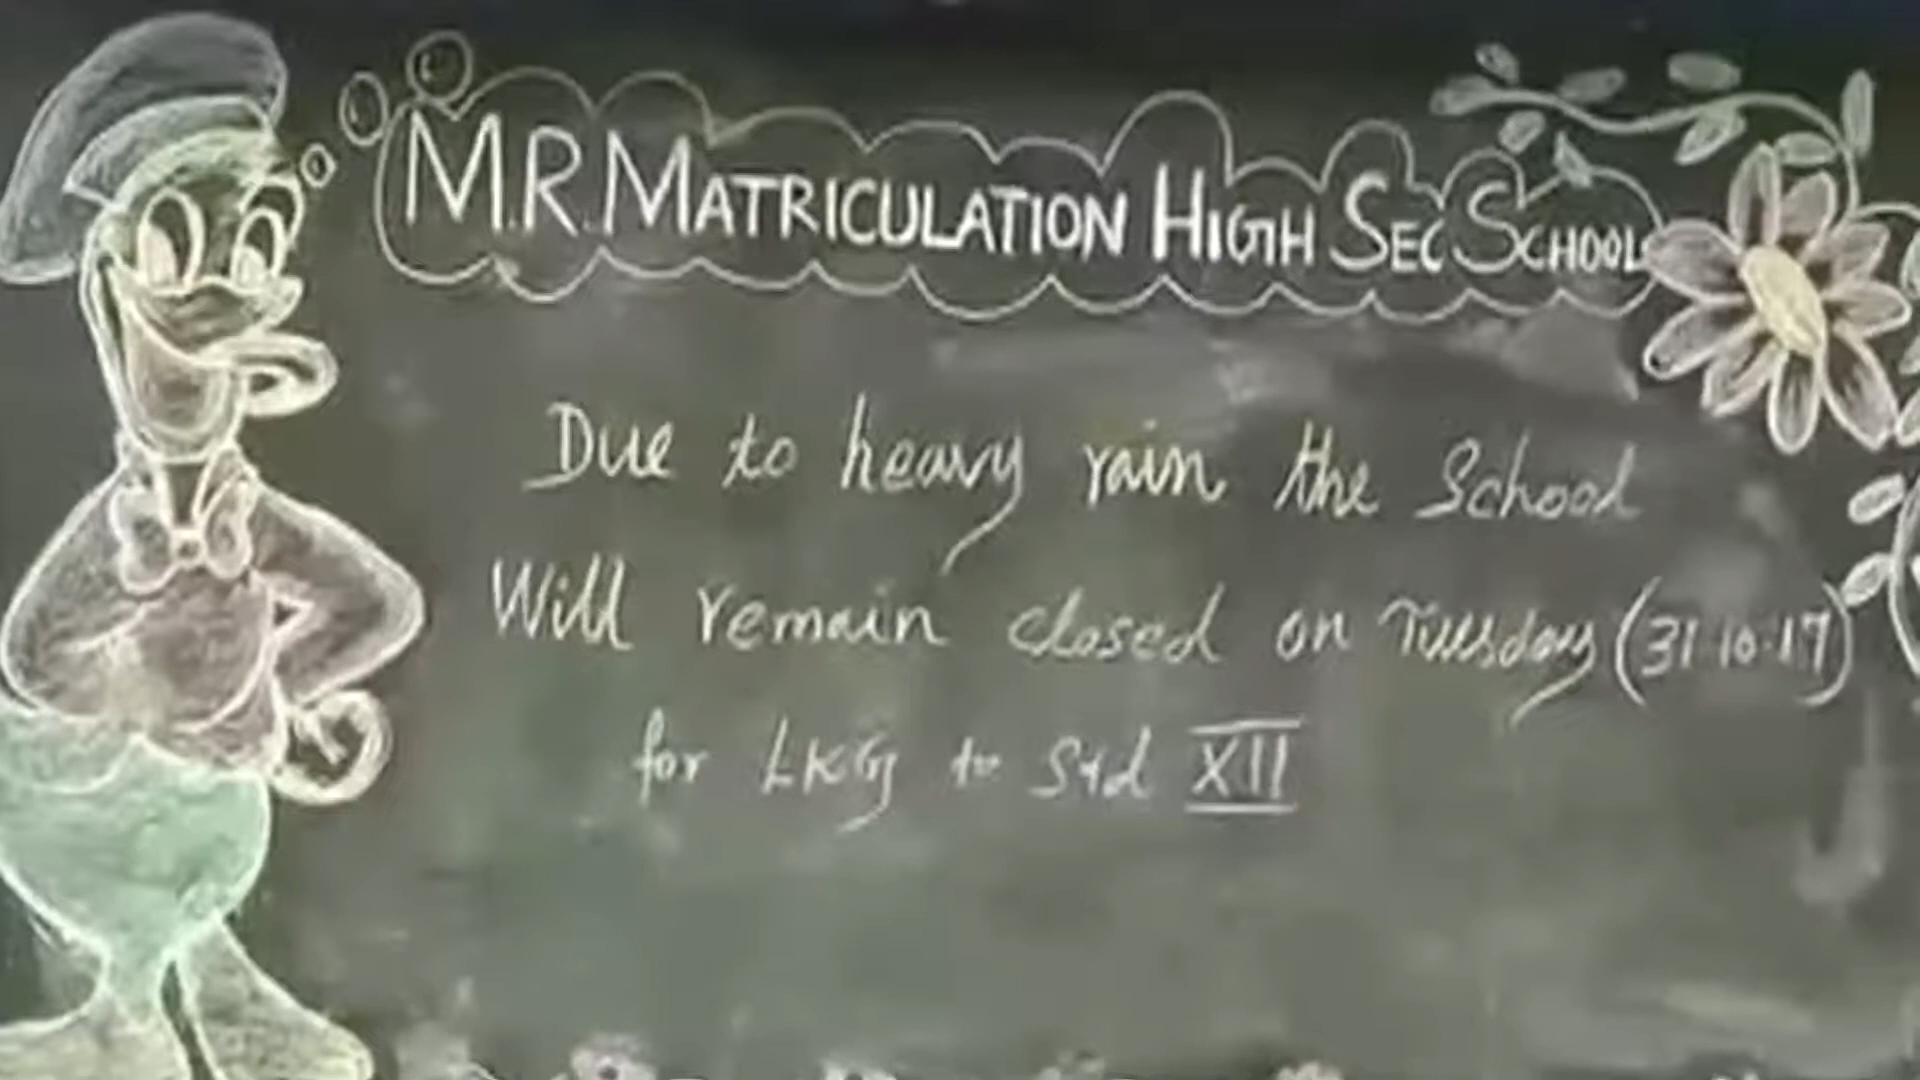 M.R. MATRICULATION HIGH SEC SCHOOL
Due to heavy rain the School
Will remain closed on Tuesday (31.10.17)
for LKG to Std XII